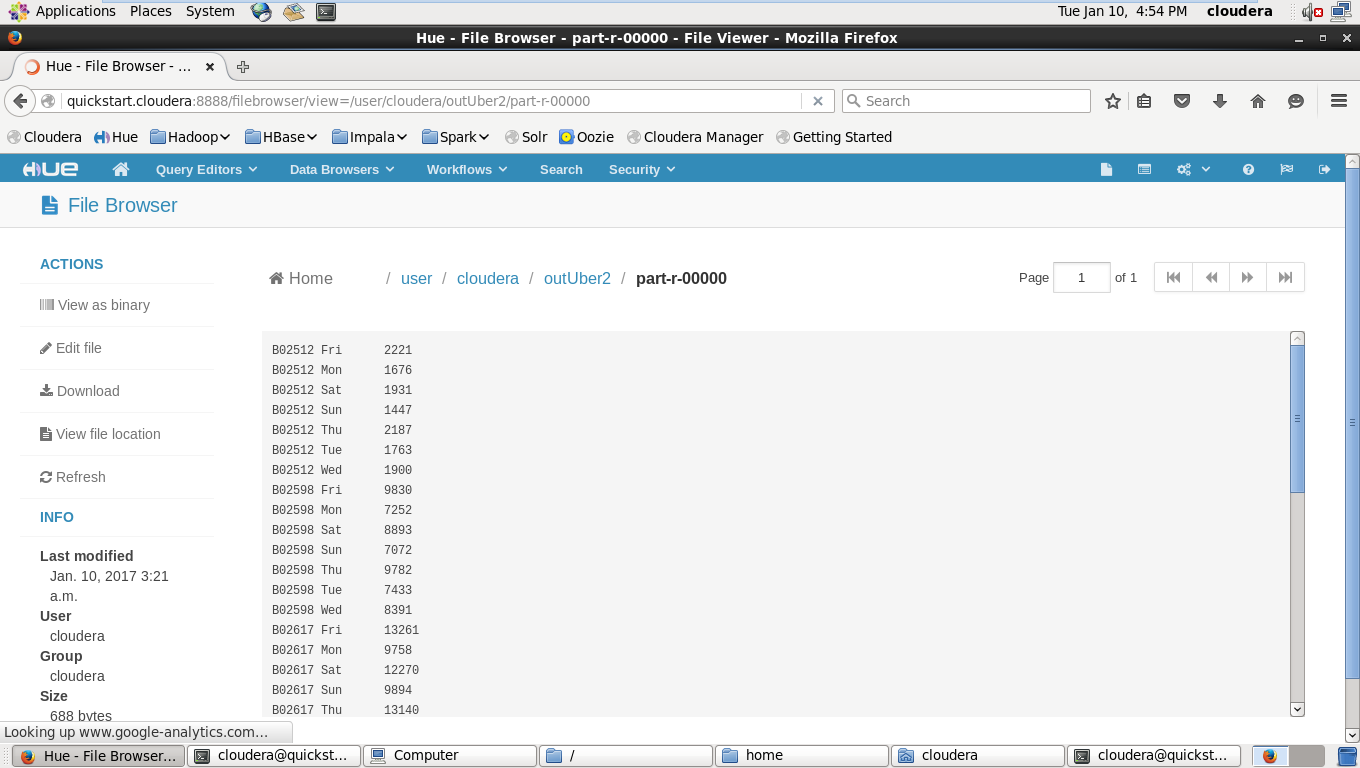 Applications Places System Tue Jan 10, 4:54 PM cloudera
Hue - File Browser - part-r-00000 - File Viewer - Mozilla Firefox
Hue - File Browser - ...
quickstart.cloudera:8888/filebrowser/view=/user/cloudera/outUber2/part-r-00000 Search
Cloudera Hue Hadoop HBase Impala Spark Solr Oozie Cloudera Manager Getting Started
HUE Query Editors Data Browsers Workflows Search Security
File Browser
ACTIONS
View as binary
Edit file
Download
View file location
Refresh
INFO
Last modified
Jan. 10, 2017 3:21
a.m.
User
cloudera
Group
cloudera
Size
688 bytes
Home / user / cloudera / outUber2 / part-r-00000
Page 1 of 1
B02512 Fri 2221
B02512 Mon 1676
B02512 Sat 1931
B02512 Sun 1447
B02512 Thu 2187
B02512 Tue 1763
B02512 Wed 1900
B02598 Fri 9830
B02598 Mon 7252
B02598 Sat 8893
B02598 Sun 7072
B02598 Thu 9782
B02598 Tue 7433
B02598 Wed 8391
B02617 Fri 13261
B02617 Mon 9758
B02617 Sat 12270
B02617 Sun 9894
B02617 Thu 13140
Looking up www.google-analytics.com...
Hue - File Browser... cloudera@quickst... Computer / home cloudera cloudera@quickst...